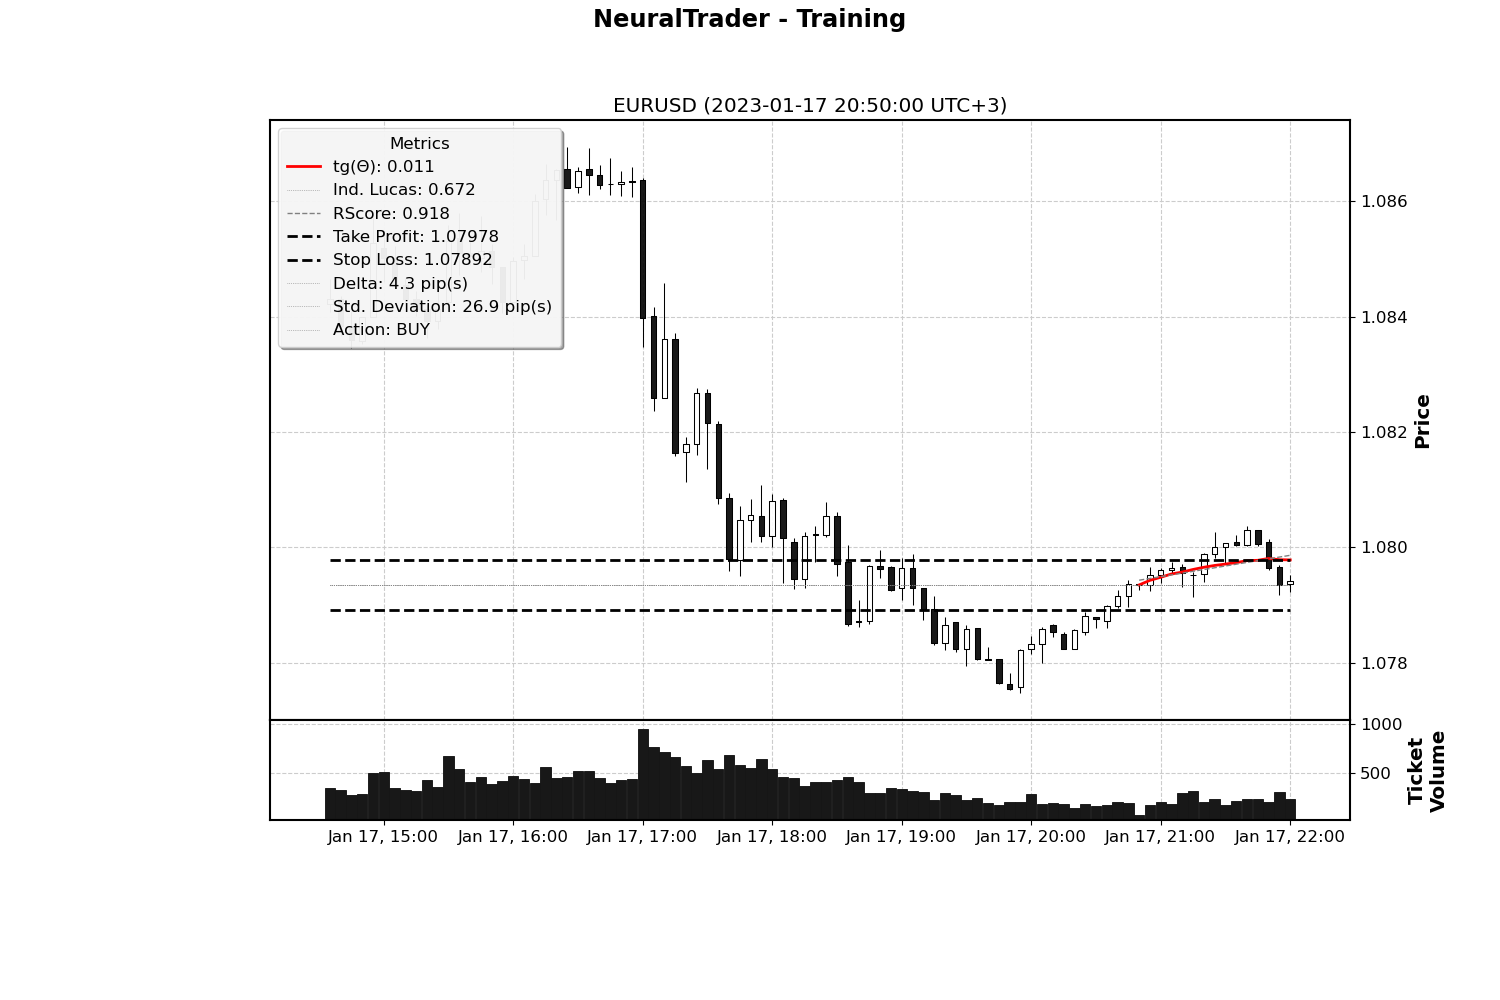 NeuralTrader - Training
EURUSD (2023-01-17 20:50:00 UTC+3)
Metrics
tg(Θ): 0.011
Ind. Lucas: 0.672
RScore: 0.918
Take Profit: 1.07978
Stop Loss: 1.07892
Delta: 4.3 pip(s)
Std. Deviation: 26.9 pip(s)
Action: BUY
1.086
1.084
1.082
1.080
1.078
Price
1000
500
Ticket
Volume
Jan 17, 15:00
Jan 17, 16:00
Jan 17, 17:00
Jan 17, 18:00
Jan 17, 19:00
Jan 17, 20:00
Jan 17, 21:00
Jan 17, 22:00